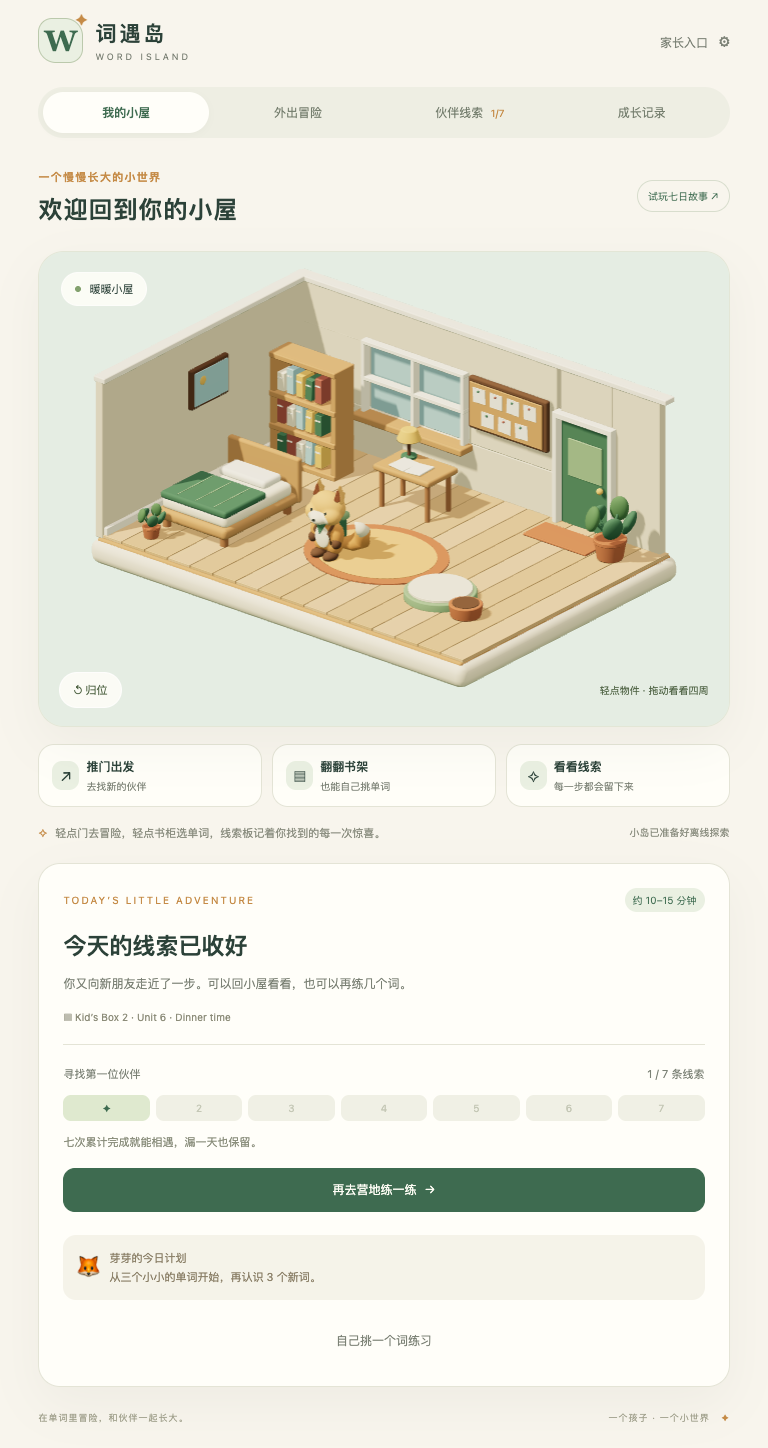 W
词遇岛
WORD ISLAND
家长入口
我的小屋 外出冒险 伙伴线索 1/7 成长记录
一个慢慢长大的小世界
欢迎回到你的小屋
试玩七日故事 ↗
暖暖小屋
归位
轻点物件 · 拖动看看四周
推门出发
去找新的伙伴
翻翻书架
也能自己挑单词
看看线索
每一步都会留下来
轻点门去冒险，轻点书柜选单词，线索板记着你找到的每一次惊喜。
小岛已准备好离线探索
TODAY'S LITTLE ADVENTURE
约 10–15 分钟
今天的线索已收好
你又向新朋友走近了一步。可以回小屋看看，也可以再练几个词。
Kid's Box 2 · Unit 6 · Dinner time
寻找第一位伙伴 1 / 7 条线索
✦ 2 3 4 5 6 7
七次累计完成就能相遇，漏一天也保留。
再去营地练一练 →
芽芽的今日计划
从三个小小的单词开始，再认识 3 个新词。
自己挑一个词练习
在单词里冒险，和伙伴一起长大。
一个孩子 · 一个小世界 ✦